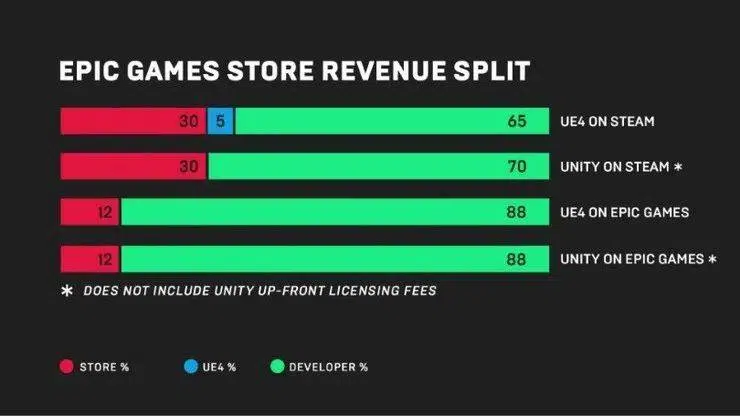 EPIC GAMES STORE REVENUE SPLIT
30 5 65 UE4 ON STEAM
30 70 UNITY ON STEAM *
12 88 UE4 ON EPIC GAMES
12 88 UNITY ON EPIC GAMES *
* DOES NOT INCLUDE UNITY UP-FRONT LICENSING FEES
STORE % UE4 % DEVELOPER %